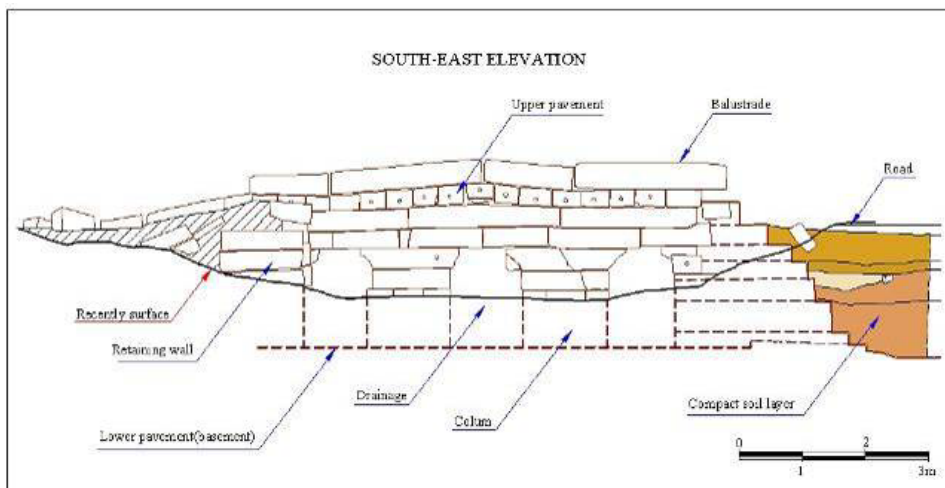 SOUTH-EAST ELEVATION
Upper pavement
Balustrade
Road
Recently surface
Retaining wall
Drainage
Colum
Compact soil layer
Lower pavement(basement)
0 2
1 3m